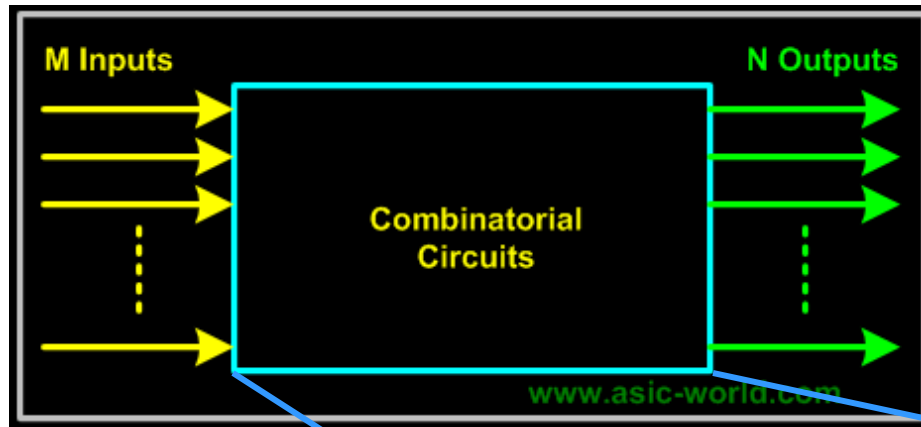 M Inputs
N Outputs
Combinatorial
Circuits
www.asic-world.com